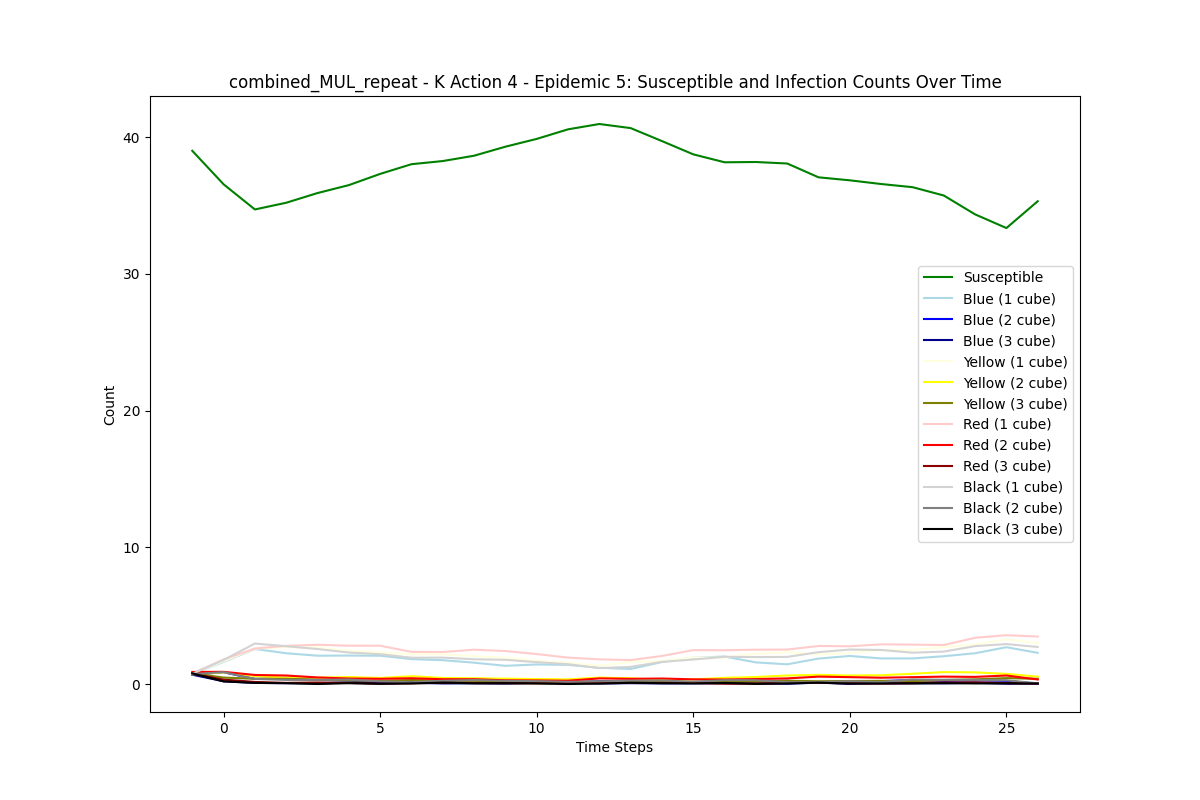 combined_MUL_repeat - K Action 4 - Epidemic 5: Susceptible and Infection Counts Over Time
40
30
20
10
0
Count
Susceptible
Blue (1 cube)
Blue (2 cube)
Blue (3 cube)
Yellow (1 cube)
Yellow (2 cube)
Yellow (3 cube)
Red (1 cube)
Red (2 cube)
Red (3 cube)
Black (1 cube)
Black (2 cube)
Black (3 cube)
0 5 10 15 20 25
Time Steps